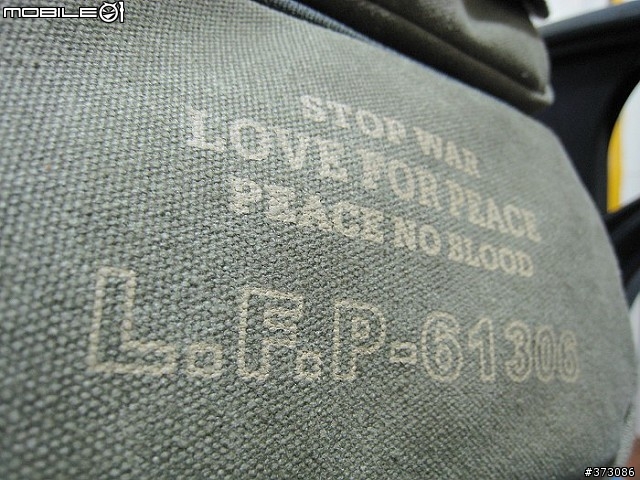 MOBILE01
STOP WAR
LOVE FOR PEACE
PEACE NO BLOOD
L.F.P-61306
#373086